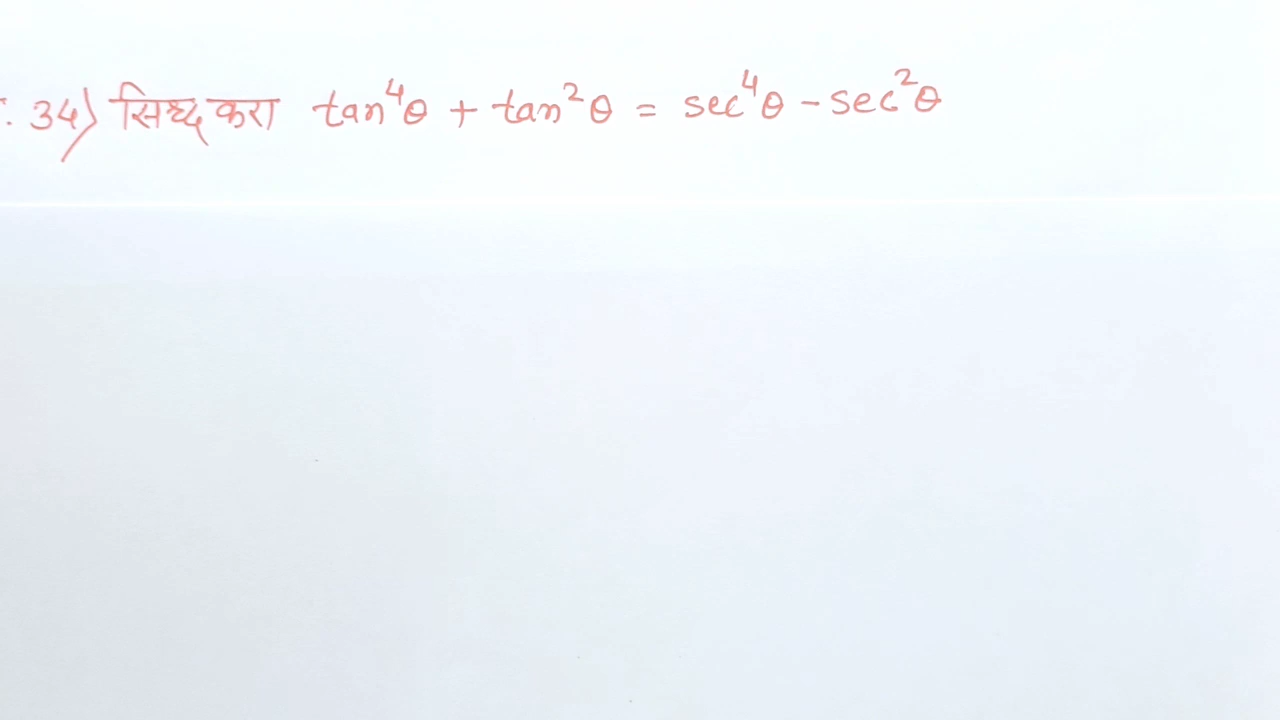 . 34) सिध्द करा tan⁴θ + tan²θ = sec⁴θ - sec²θ